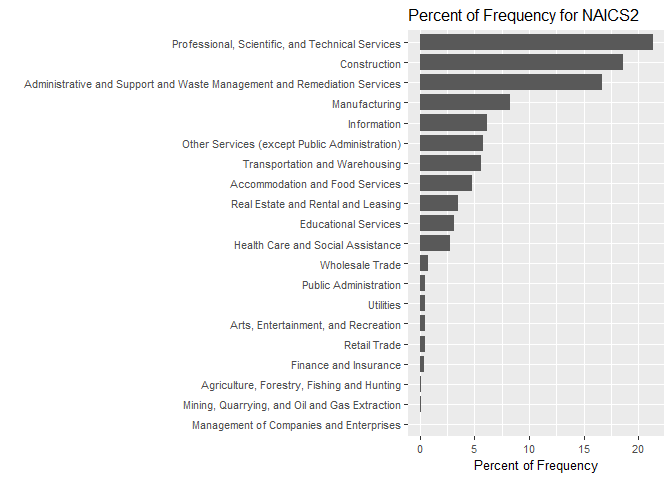 Percent of Frequency for NAICS2
Professional, Scientific, and Technical Services
Construction
Administrative and Support and Waste Management and Remediation Services
Manufacturing
Information
Other Services (except Public Administration)
Transportation and Warehousing
Accommodation and Food Services
Real Estate and Rental and Leasing
Educational Services
Health Care and Social Assistance
Wholesale Trade
Public Administration
Utilities
Arts, Entertainment, and Recreation
Retail Trade
Finance and Insurance
Agriculture, Forestry, Fishing and Hunting
Mining, Quarrying, and Oil and Gas Extraction
Management of Companies and Enterprises
0 5 10 15 20
Percent of Frequency